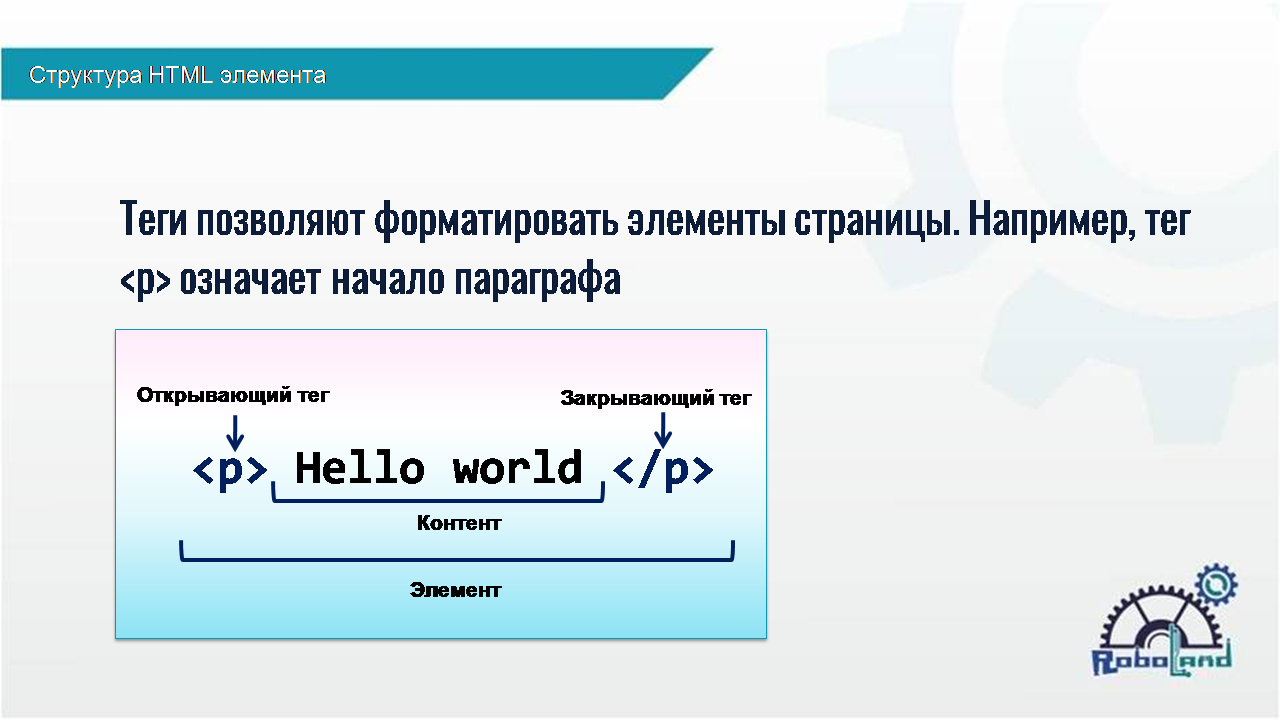 Структура HTML элемента
Теги позволяют форматировать элементы страницы. Например, тег
<p> означает начало параграфа
Открывающий тег
Закрывающий тег
<p> Hello world </p>
Контент
Элемент
RoboLand